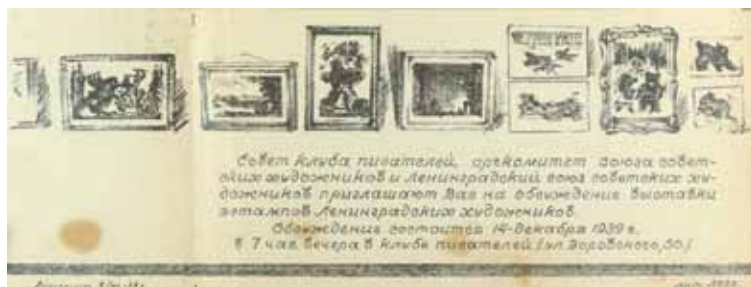 Совет клуба писателей, оргкомитет союза совет-
ских художников и ленинградский союз советских ху-
дожников приглашают Вас на обсуждение выставки
эстампов ленинградских художников.
Обсуждение состоится 14 декабря 1939 г.
в 7 час. вечера в клубе писателей (ул. Воровского, 50.)